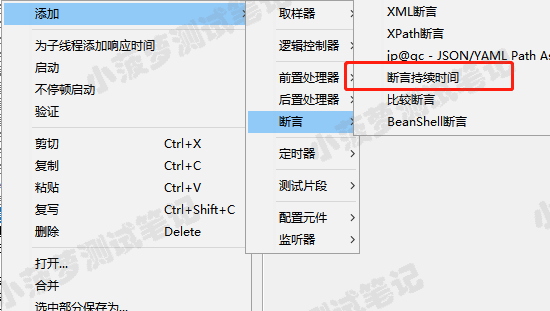 添加
为子线程添加响应时间
启动
不停顿启动
验证
剪切 Ctrl+X
复制 Ctrl+C
粘贴 Ctrl+V
复写 Ctrl+Shift+C
删除 Delete
打开...
合并
选中部分保存为...
取样器
逻辑控制器
前置处理器
后置处理器
断言
定时器
测试片段
配置元件
监听器
XML断言
XPath断言
jp@gc - JSON/YAML Path As
断言持续时间
比较断言
BeanShell断言
小菠萝测试笔记
小菠萝测试笔记
小菠萝测试笔记